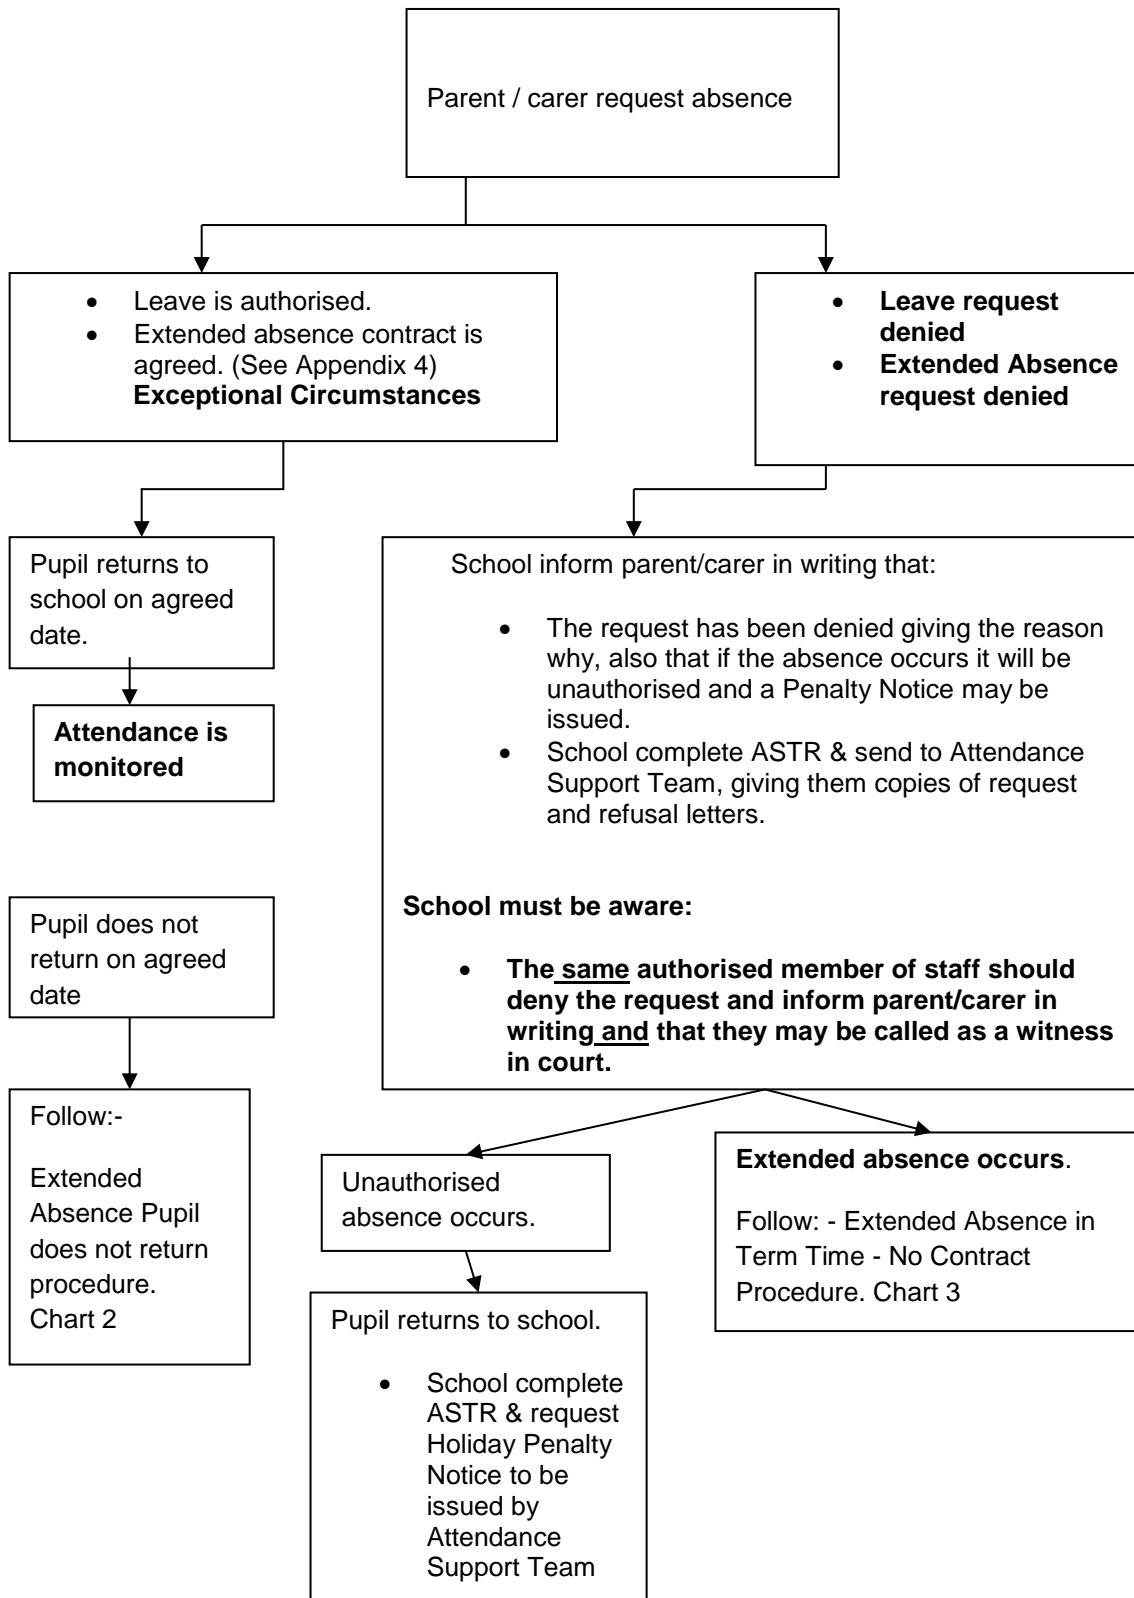 Parent / carer request absence
• Leave is authorised.
• Extended absence contract is
agreed. (See Appendix 4)
Exceptional Circumstances
• Leave request
denied
• Extended Absence
request denied
Pupil returns to
school on agreed
date.
Attendance is
monitored
Pupil does not
return on agreed
date
Follow:-
Extended
Absence Pupil
does not return
procedure.
Chart 2
School inform parent/carer in writing that:
• The request has been denied giving the reason
why, also that if the absence occurs it will be
unauthorised and a Penalty Notice may be
issued.
• School complete ASTR & send to Attendance
Support Team, giving them copies of request
and refusal letters.
School must be aware:
• The same authorised member of staff should
deny the request and inform parent/carer in
writing and that they may be called as a witness
in court.
Unauthorised
absence occurs.
Pupil returns to school.
• School complete
ASTR & request
Holiday Penalty
Notice to be
issued by
Attendance
Support Team
Extended absence occurs.
Follow: - Extended Absence in
Term Time - No Contract
Procedure. Chart 3